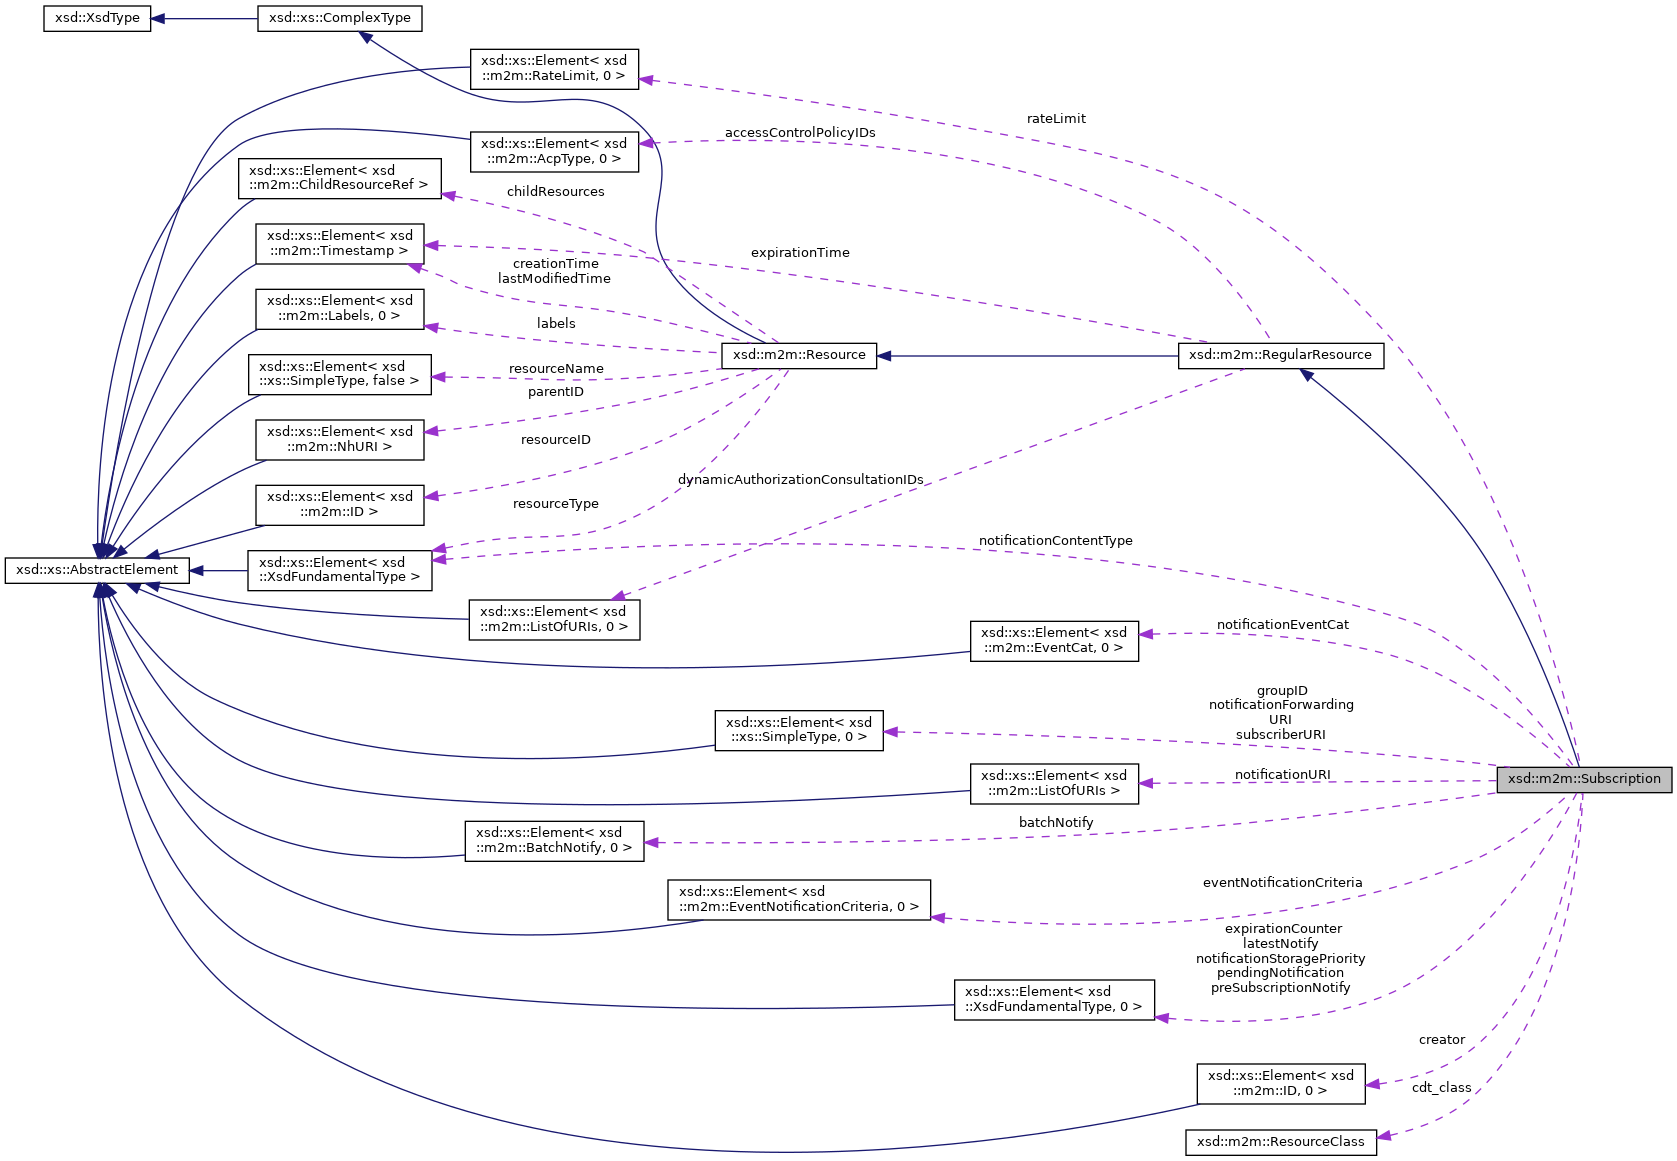 xsd::XsdType
xsd::xs::ComplexType
xsd::xs::Element< xsd
::m2m::RateLimit, 0 >
rateLimit
accessControlPolicyIDs
xsd::xs::Element< xsd
::m2m::AcpType, 0 >
xsd::xs::Element< xsd
::m2m::ChildResourceRef >
childResources
xsd::xs::Element< xsd
::m2m::Timestamp >
expirationTime
creationTime
lastModifiedTime
xsd::xs::Element< xsd
::m2m::Labels, 0 >
labels
xsd::m2m::Resource
xsd::m2m::RegularResource
xsd::xs::Element< xsd
::xs::SimpleType, false >
resourceName
parentID
xsd::xs::Element< xsd
::m2m::NhURI >
resourceID
dynamicAuthorizationConsultationIDs
xsd::xs::Element< xsd
::m2m::ID >
resourceType
notificationContentType
xsd::xs::AbstractElement
xsd::xs::Element< xsd
::XsdFundamentalType >
xsd::xs::Element< xsd
::m2m::ListOfURIs, 0 >
notificationEventCat
xsd::xs::Element< xsd
::m2m::EventCat, 0 >
groupID
notificationForwarding
URI
subscriberURI
xsd::xs::Element< xsd
::xs::SimpleType, 0 >
notificationURI
xsd::m2m::Subscription
xsd::xs::Element< xsd
::m2m::ListOfURIs >
batchNotify
xsd::xs::Element< xsd
::m2m::BatchNotify, 0 >
eventNotificationCriteria
xsd::xs::Element< xsd
::m2m::EventNotificationCriteria, 0 >
expirationCounter
latestNotify
notificationStoragePriority
pendingNotification
preSubscriptionNotify
xsd::xs::Element< xsd
::XsdFundamentalType, 0 >
creator
xsd::xs::Element< xsd
::m2m::ID, 0 >
cdt_class
xsd::m2m::ResourceClass